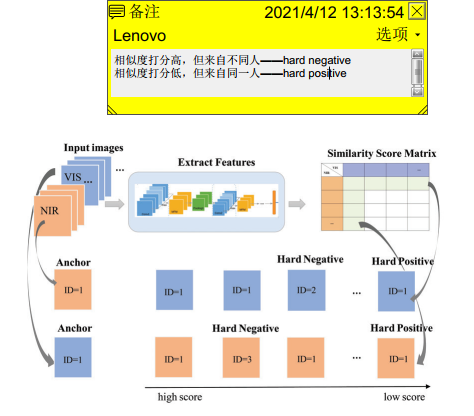 备注 2021/4/12 13:13:54
Lenovo 选项
相似度打分高，但来自不同人——hard negative
相似度打分低，但来自同一人——hard positive
Input images
Extract Features
Similarity Score Matrix
VIS ...
...
NIR
...
...
Anchor
Hard Negative
Hard Positive
ID=1
ID=1
ID=1
ID=2
...
ID=1
Anchor
Hard Negative
Hard Positive
ID=1
ID=1
ID=3
ID=1
...
ID=1
high score
low score